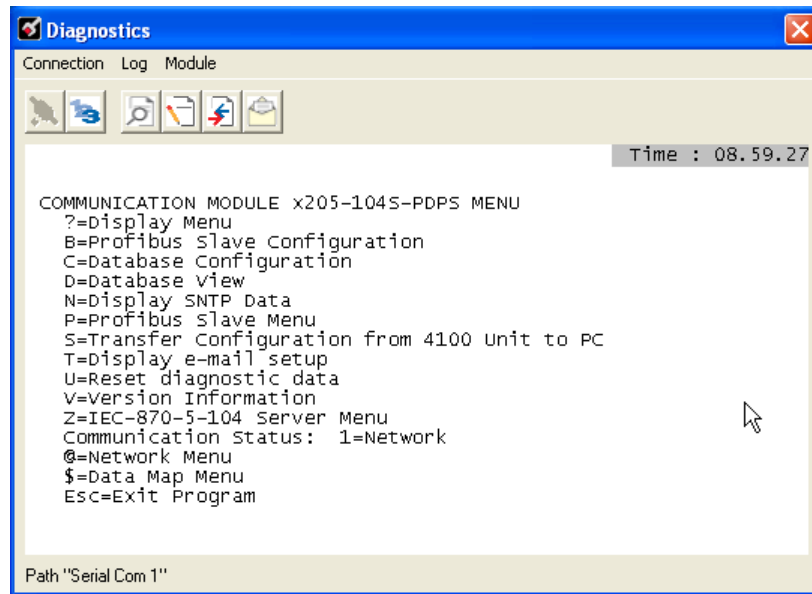 Diagnostics
Connection Log Module
3
Time : 08.59.27
COMMUNICATION MODULE x205-104S-PDPS MENU
?=Display Menu
B=Profibus Slave Configuration
C=Database Configuration
D=Database View
N=Display SNTP Data
P=Profibus Slave Menu
S=Transfer Configuration from 4100 Unit to PC
T=Display e-mail setup
U=Reset diagnostic data
V=Version Information
Z=IEC-870-5-104 Server Menu
Communication Status: 1=Network
@=Network Menu
$=Data Map Menu
Esc=Exit Program
Path "Serial Com 1"